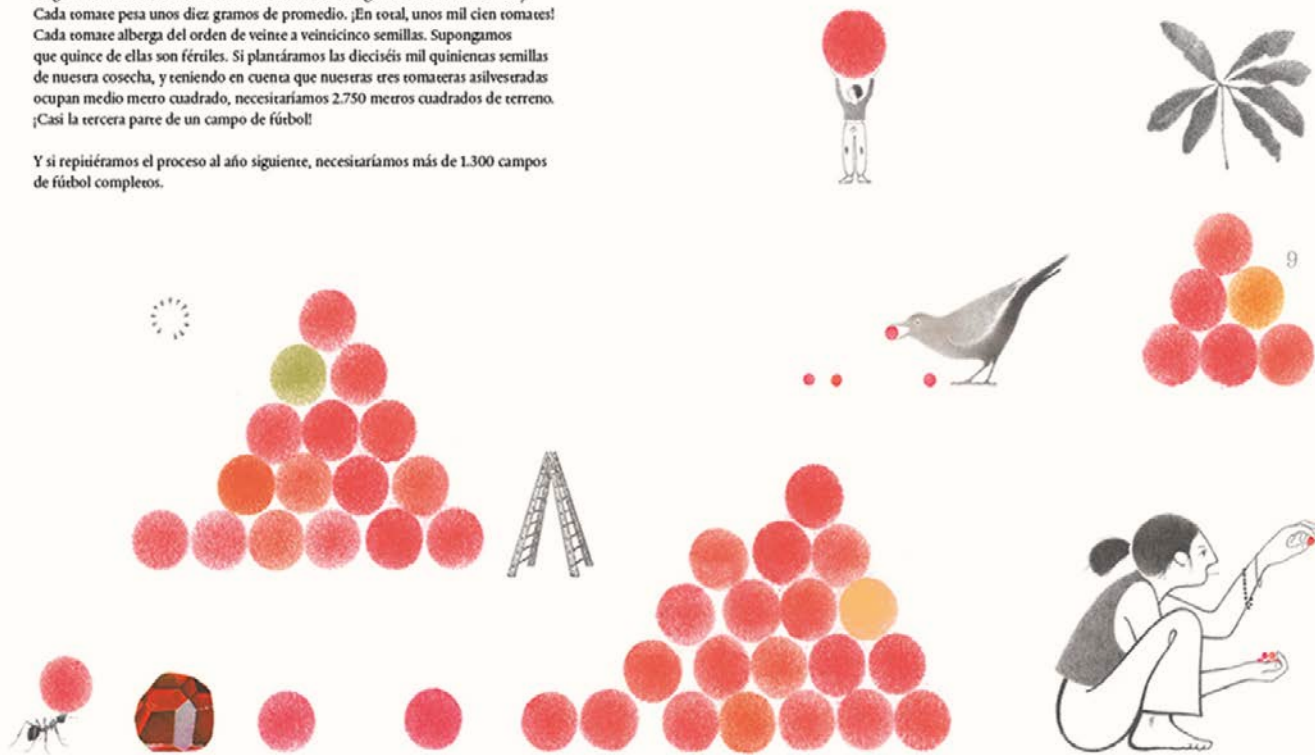 Cada tomate pesa unos diez gramos de promedio. ¡En total, unos mil cien tomates!
Cada tomate alberga del orden de veinte a veinticinco semillas. Supongamos
que quince de ellas son fértiles. Si plantáramos las dieciséis mil quinientas semillas
de nuestra cosecha, y teniendo en cuenta que nuestras tres tomateras asilvestradas
ocupan medio metro cuadrado, necesitaríamos 2.750 metros cuadrados de terreno.
¡Casi la tercera parte de un campo de fútbol!
Y si repitiéramos el proceso al año siguiente, necesitaríamos más de 1.300 campos
de fútbol completos.
9